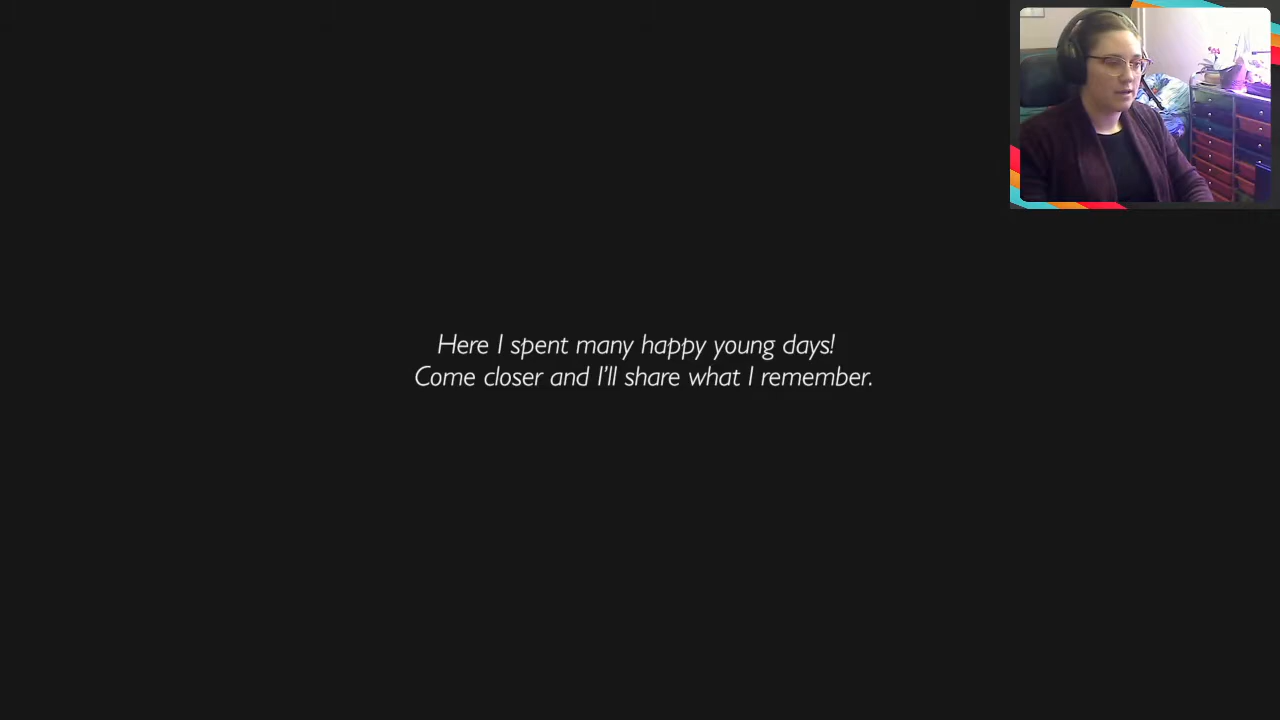 Here I spent many happy young days!
Come closer and I'll share what I remember.